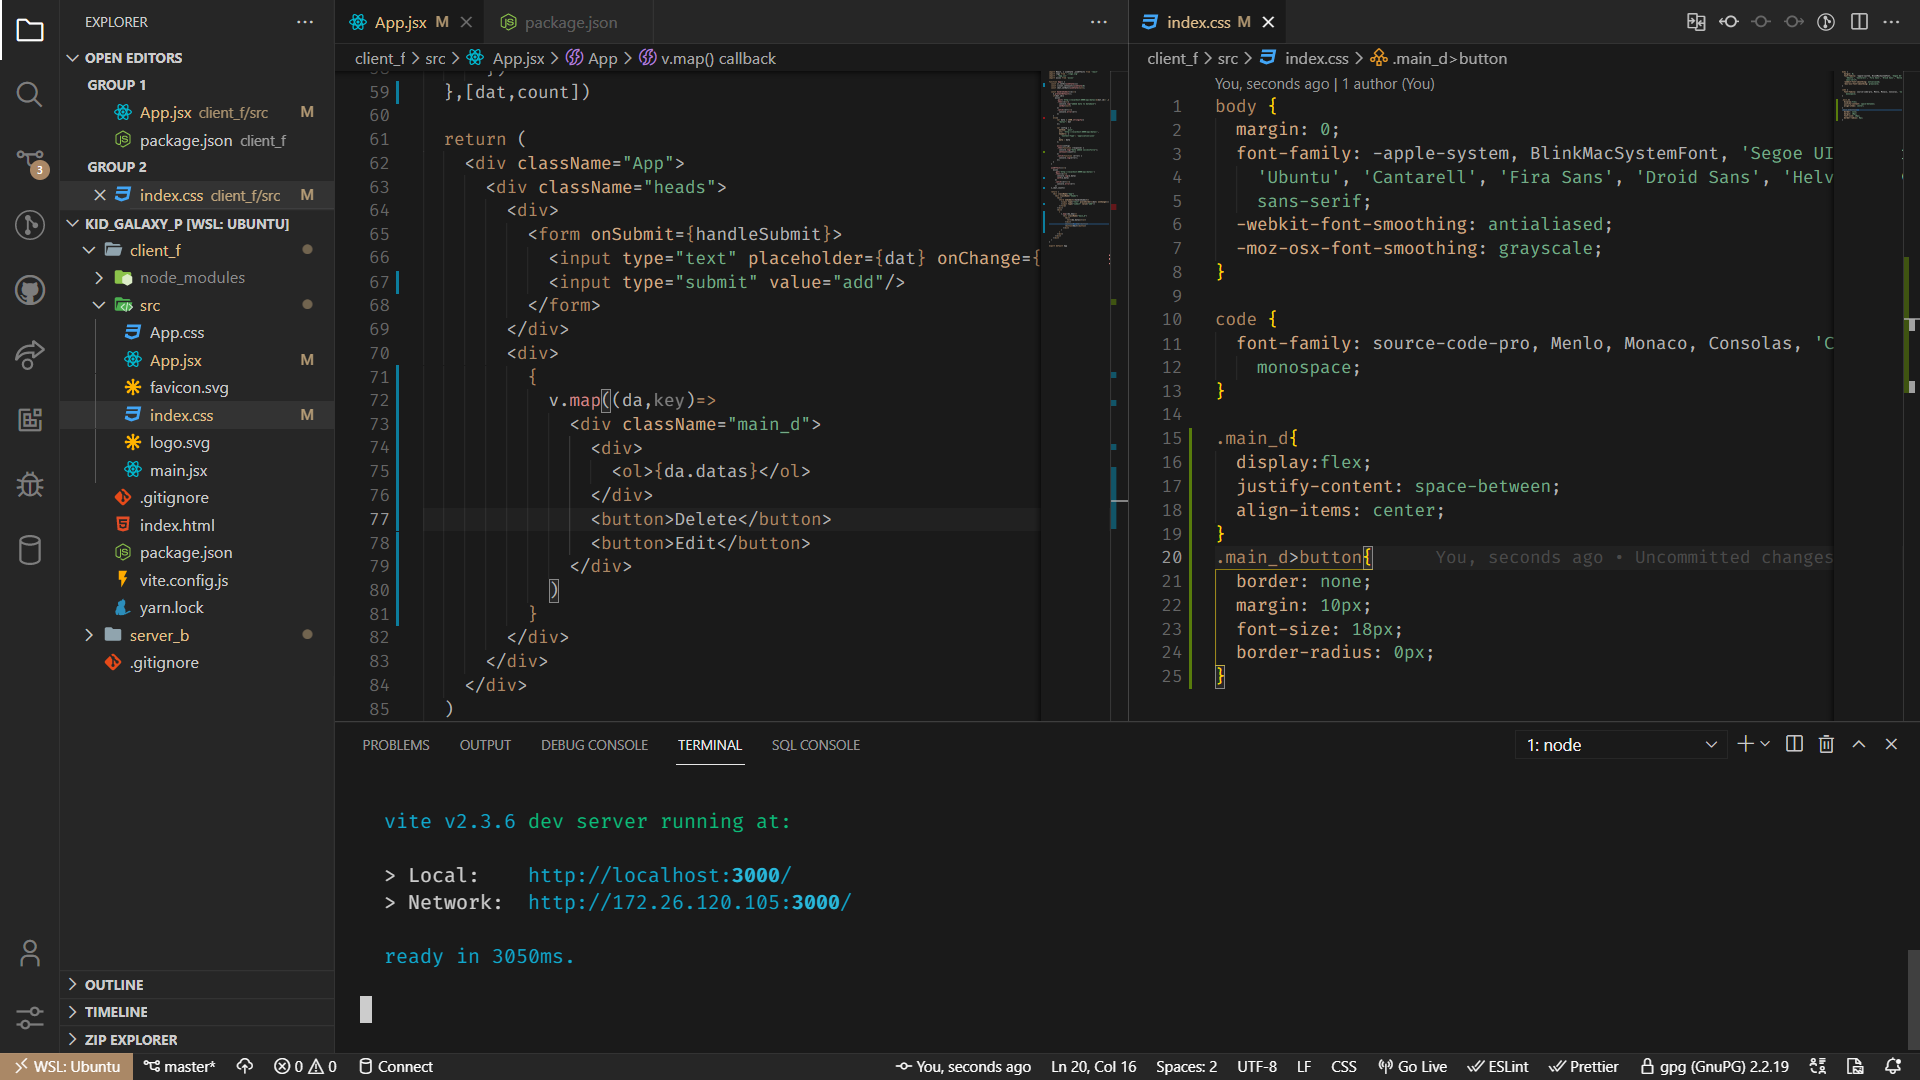 EXPLORER
OPEN EDITORS
GROUP 1
App.jsx client_f/src M
package.json client_f
GROUP 2
index.css client_f/src M
KID_GALAXY_P [WSL: UBUNTU]
client_f
node_modules
src
App.css
App.jsx M
favicon.svg
index.css M
logo.svg
main.jsx
.gitignore
index.html
package.json
vite.config.js
yarn.lock
server_b
.gitignore
OUTLINE
TIMELINE
ZIP EXPLORER
3
App.jsx M
package.json
client_f > src > App.jsx > App > v.map() callback
59 },[dat,count])
60
61 return (
62 <div className="App">
63 <div className="heads">
64 <div>
65 <form onSubmit={handleSubmit}>
66 <input type="text" placeholder={dat} onChange={
67 <input type="submit" value="add"/>
68 </form>
69 </div>
70 <div>
71 {
72 v.map((da,key)=>
73 <div className="main_d">
74 <div>
75 <ol>{da.datas}</ol>
76 </div>
77 <button>Delete</button>
78 <button>Edit</button>
79 </div>
80 )
81 }
82 </div>
83 </div>
84 </div>
85 )
index.css M
client_f > src > index.css > .main_d>button
You, seconds ago | 1 author (You)
1 body {
2 margin: 0;
3 font-family: -apple-system, BlinkMacSystemFont, 'Segoe UI
4 'Ubuntu', 'Cantarell', 'Fira Sans', 'Droid Sans', 'Helv
5 sans-serif;
6 -webkit-font-smoothing: antialiased;
7 -moz-osx-font-smoothing: grayscale;
8 }
9
10 code {
11 font-family: source-code-pro, Menlo, Monaco, Consolas, 'C
12 monospace;
13 }
14
15 .main_d{
16 display:flex;
17 justify-content: space-between;
18 align-items: center;
19 }
20 .main_d>button{ You, seconds ago • Uncommitted changes
21 border: none;
22 margin: 10px;
23 font-size: 18px;
24 border-radius: 0px;
25 }
PROBLEMS OUTPUT DEBUG CONSOLE TERMINAL SQL CONSOLE
1: node
vite v2.3.6 dev server running at:
> Local: http://localhost:3000/
> Network: http://172.26.120.105:3000/
ready in 3050ms.
WSL: Ubuntu master* 0 0 Connect You, seconds ago Ln 20, Col 16 Spaces: 2 UTF-8 LF CSS Go Live ESLint Prettier gpg (GnuPG) 2.2.19